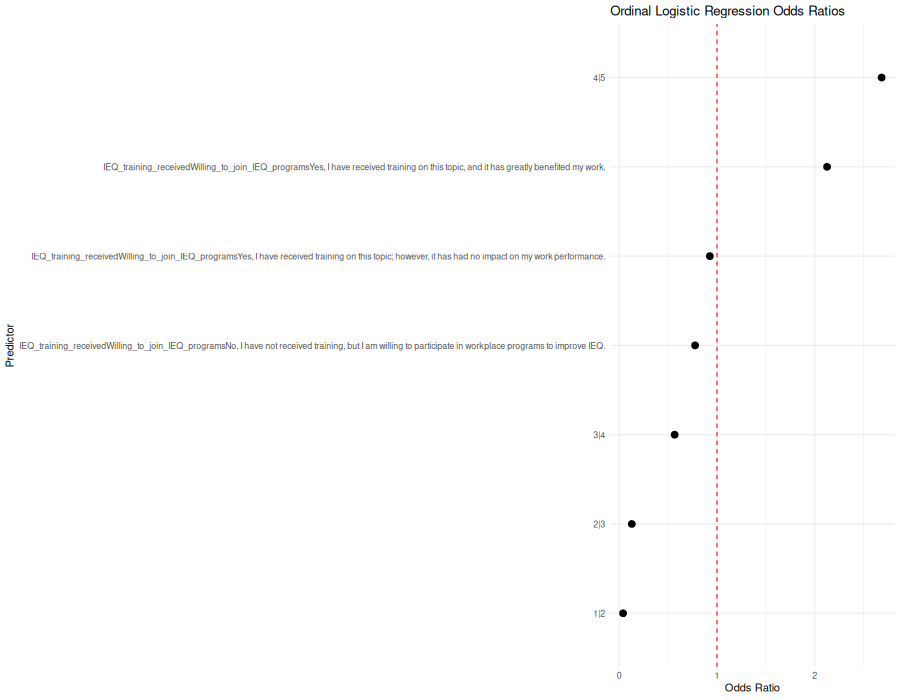 Ordinal Logistic Regression Odds Ratios
4|5
IEQ_training_receivedWilling_to_join_IEQ_programsYes, I have received training on this topic, and it has greatly benefited my work.
IEQ_training_receivedWilling_to_join_IEQ_programsYes, I have received training on this topic; however, it has had no impact on my work performance.
Predictor
IEQ_training_receivedWilling_to_join_IEQ_programsNo, I have not received training, but I am willing to participate in workplace programs to improve IEQ.
3|4
2|3
1|2
0 1 2
Odds Ratio